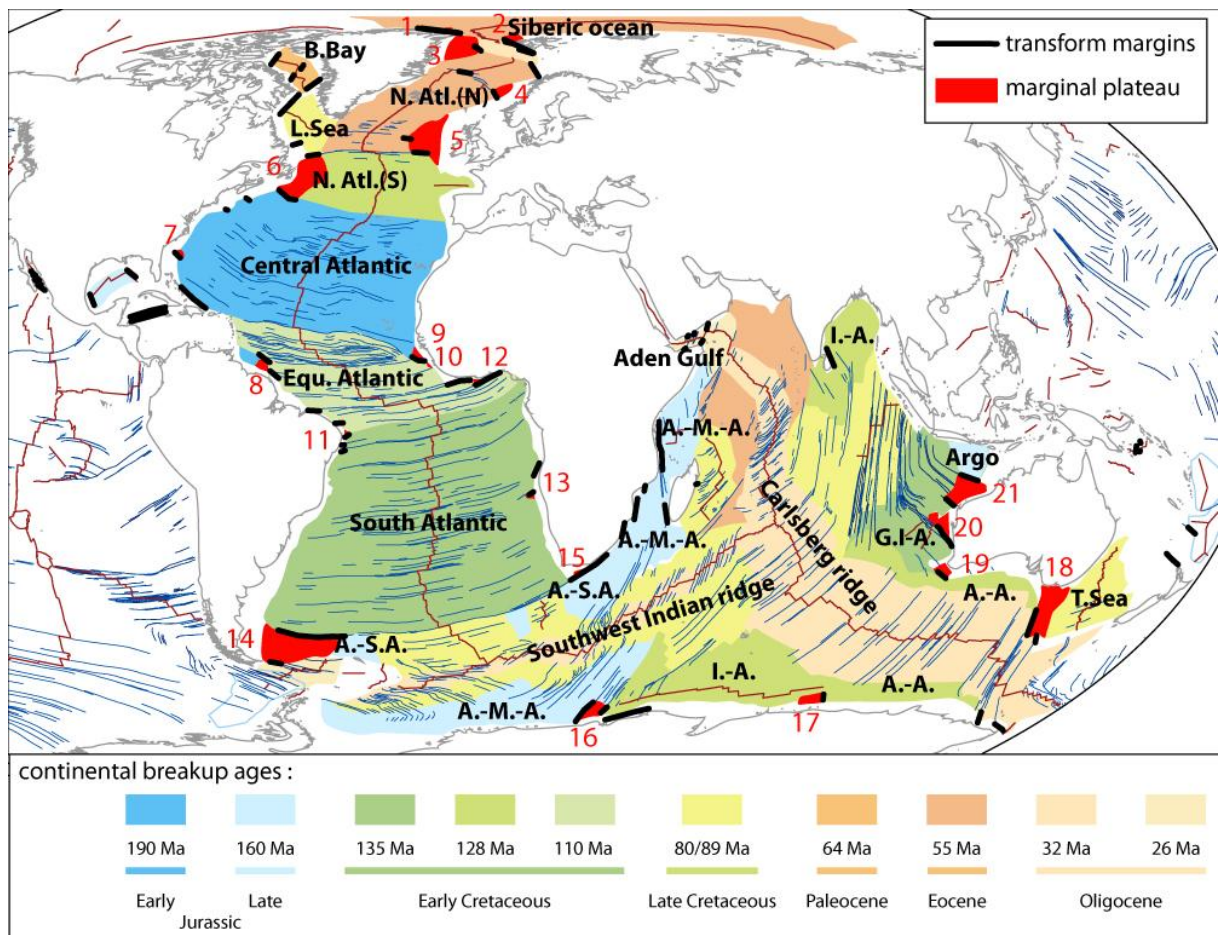 1
2
Siberic ocean
B.Bay
3
N. Atl.(N)
4
L.Sea
5
6
N. Atl.(S)
7
Central Atlantic
9
10
12
8
Equ. Atlantic
Aden Gulf
I.-A.
11
A.-M.-A.
Argo
13
21
South Atlantic
Carlsberg ridge
G.I-A.
20
A.-M.-A.
15
19
18
A.-S.A.
A.-A.
T.Sea
14
A.-S.A.
Southwest Indian ridge
I.-A.
A.-A.
A.-M.-A.
16
17
transform margins
marginal plateau
continental breakup ages :
190 Ma 160 Ma 135 Ma 128 Ma 110 Ma 80/89 Ma 64 Ma 55 Ma 32 Ma 26 Ma
Early Late Early Cretaceous Late Cretaceous Paleocene Eocene Oligocene
Jurassic